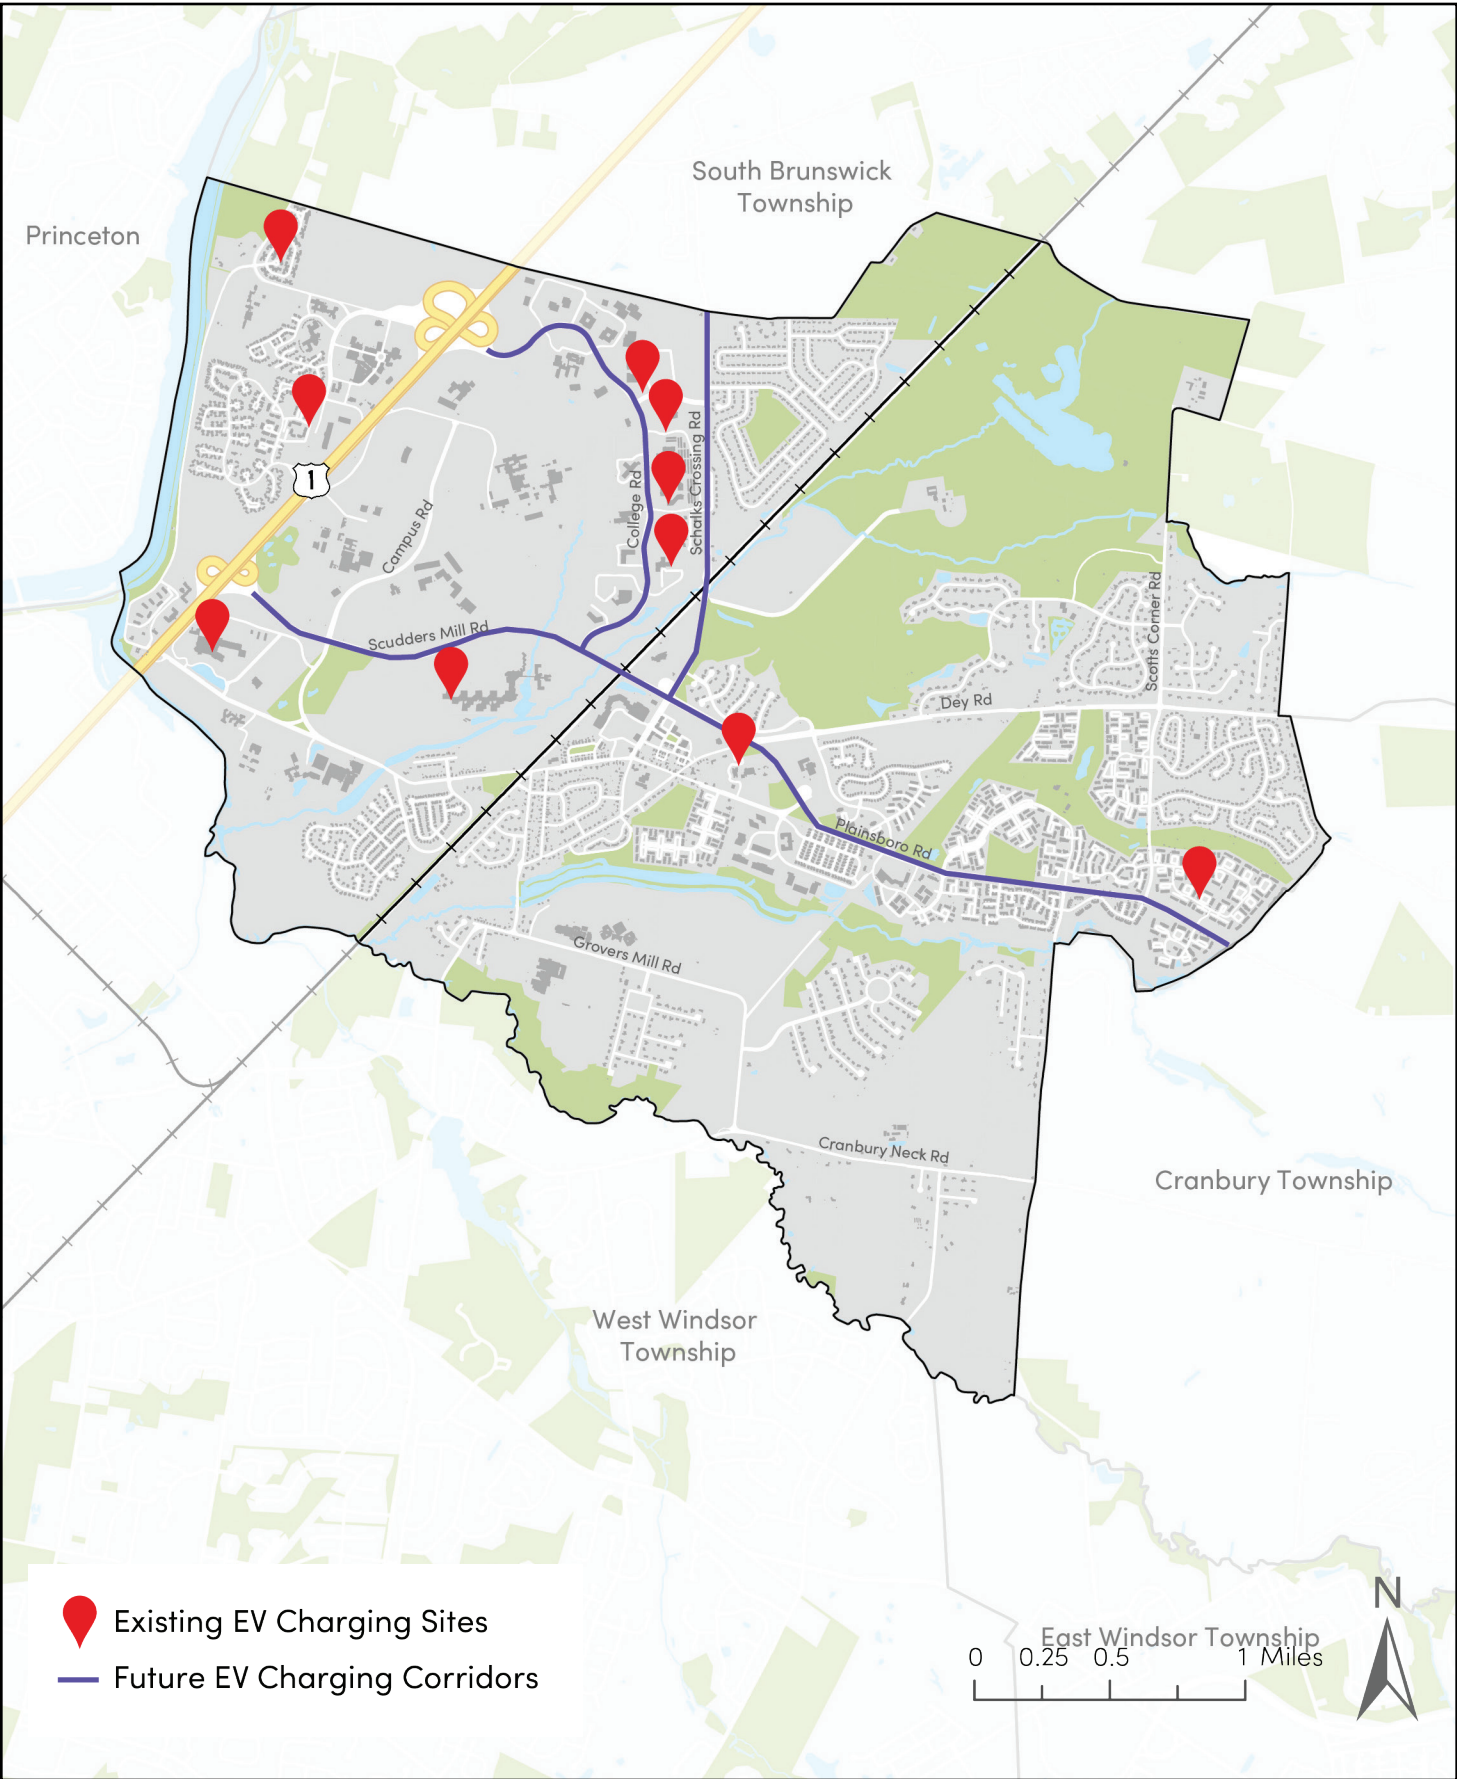 South Brunswick
Township
Princeton
1
College Rd
Schalks Crossing Rd
Campus Rd
Scudders Mill Rd
Scotts Corner Rd
Dey Rd
Plainsboro Rd
Grovers Mill Rd
Cranbury Neck Rd
Cranbury Township
West Windsor
Township
Existing EV Charging Sites
Future EV Charging Corridors
N
East Windsor Township
0 0.25 0.5 1 Miles